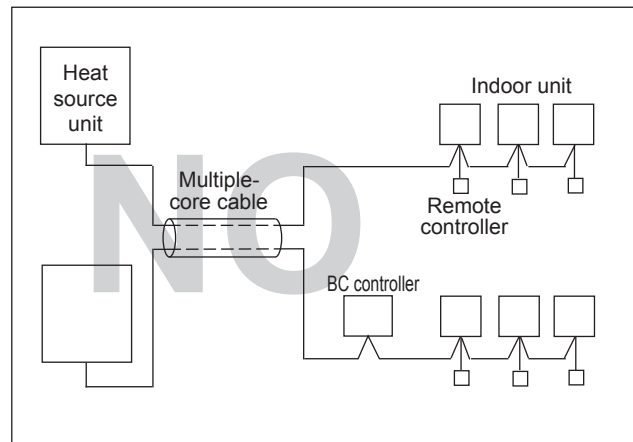 Heat
source
unit
Indoor unit
NO
Multiple-
core cable
Remote
controller
BC controller